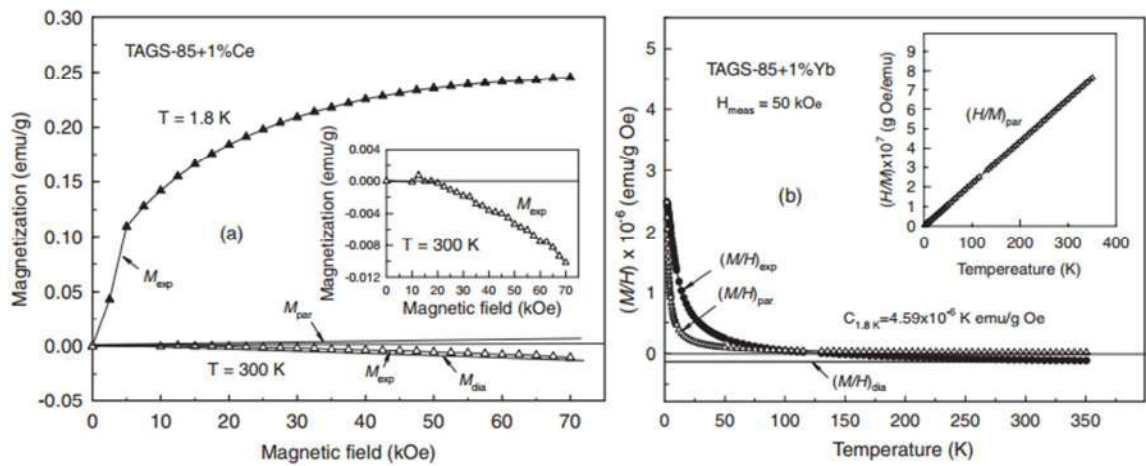 0.30
0.25
0.20
0.15
0.10
0.05
0.00
-0.05
Magnetization (emu/g)
TAGS-85+1%Ce
T = 1.8 K
(a)
M_exp
M_par
T = 300 K
M_exp
M_dia
0 10 20 30 40 50 60 70
Magnetic field (kOe)
0.004
0.000
-0.004
-0.008
-0.012
Magnetization (emu/g)
M_exp
T = 300 K
0 10 20 30 40 50 60 70
Magnetic field (kOe)
5
4
3
2
1
0
(M/H) x 10⁻⁶ (emu/g Oe)
TAGS-85+1%Yb
H_meas = 50 kOe
(b)
(M/H)_exp
(M/H)_par
C_1.8 K=4.59x10⁻⁶ K emu/g Oe
(M/H)_dia
0 50 100 150 200 250 300 350
Temperature (K)
9
8
7
6
5
4
3
2
1
0
(H/M)x10⁷ (g Oe/emu)
(H/M)_par
0 100 200 300 400
Tempereature (K)